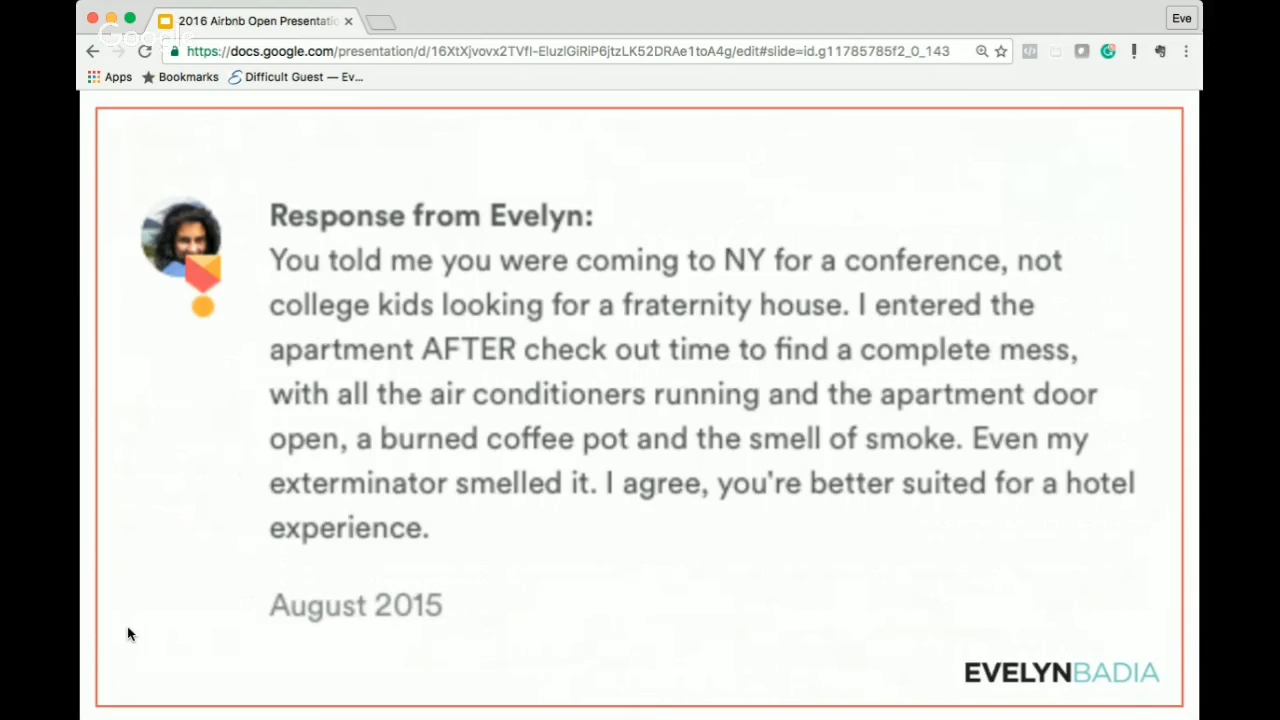 2016 Airbnb Open Presentatio
Eve
Google
https://docs.google.com/presentation/d/16XtXjvovx2TVfI-EluzlGiRiP6jtzLK52DRAe1toA4g/edit#slide=id.g11785785f2_0_143
Apps Bookmarks Difficult Guest — Ev...
Response from Evelyn:
You told me you were coming to NY for a conference, not
college kids looking for a fraternity house. I entered the
apartment AFTER check out time to find a complete mess,
with all the air conditioners running and the apartment door
open, a burned coffee pot and the smell of smoke. Even my
exterminator smelled it. I agree, you're better suited for a hotel
experience.
August 2015
EVELYNBADIA